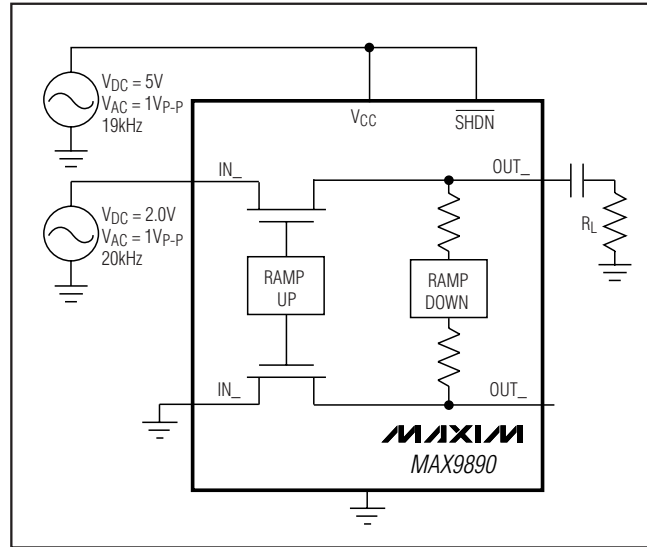 V_DC = 5V
V_AC = 1V_P-P
19kHz
V_CC
SHDN
IN_
OUT_
V_DC = 2.0V
V_AC = 1V_P-P
20kHz
R_L
RAMP
UP
RAMP
DOWN
IN_
OUT_
MAXIM
MAX9890